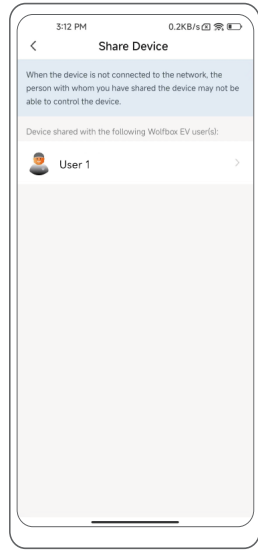 3:12 PM 0.2KB/s
Share Device
When the device is not connected to the network, the
person with whom you have shared the device may not be
able to control the device.
Device shared with the following Wolfbox EV user(s):
User 1